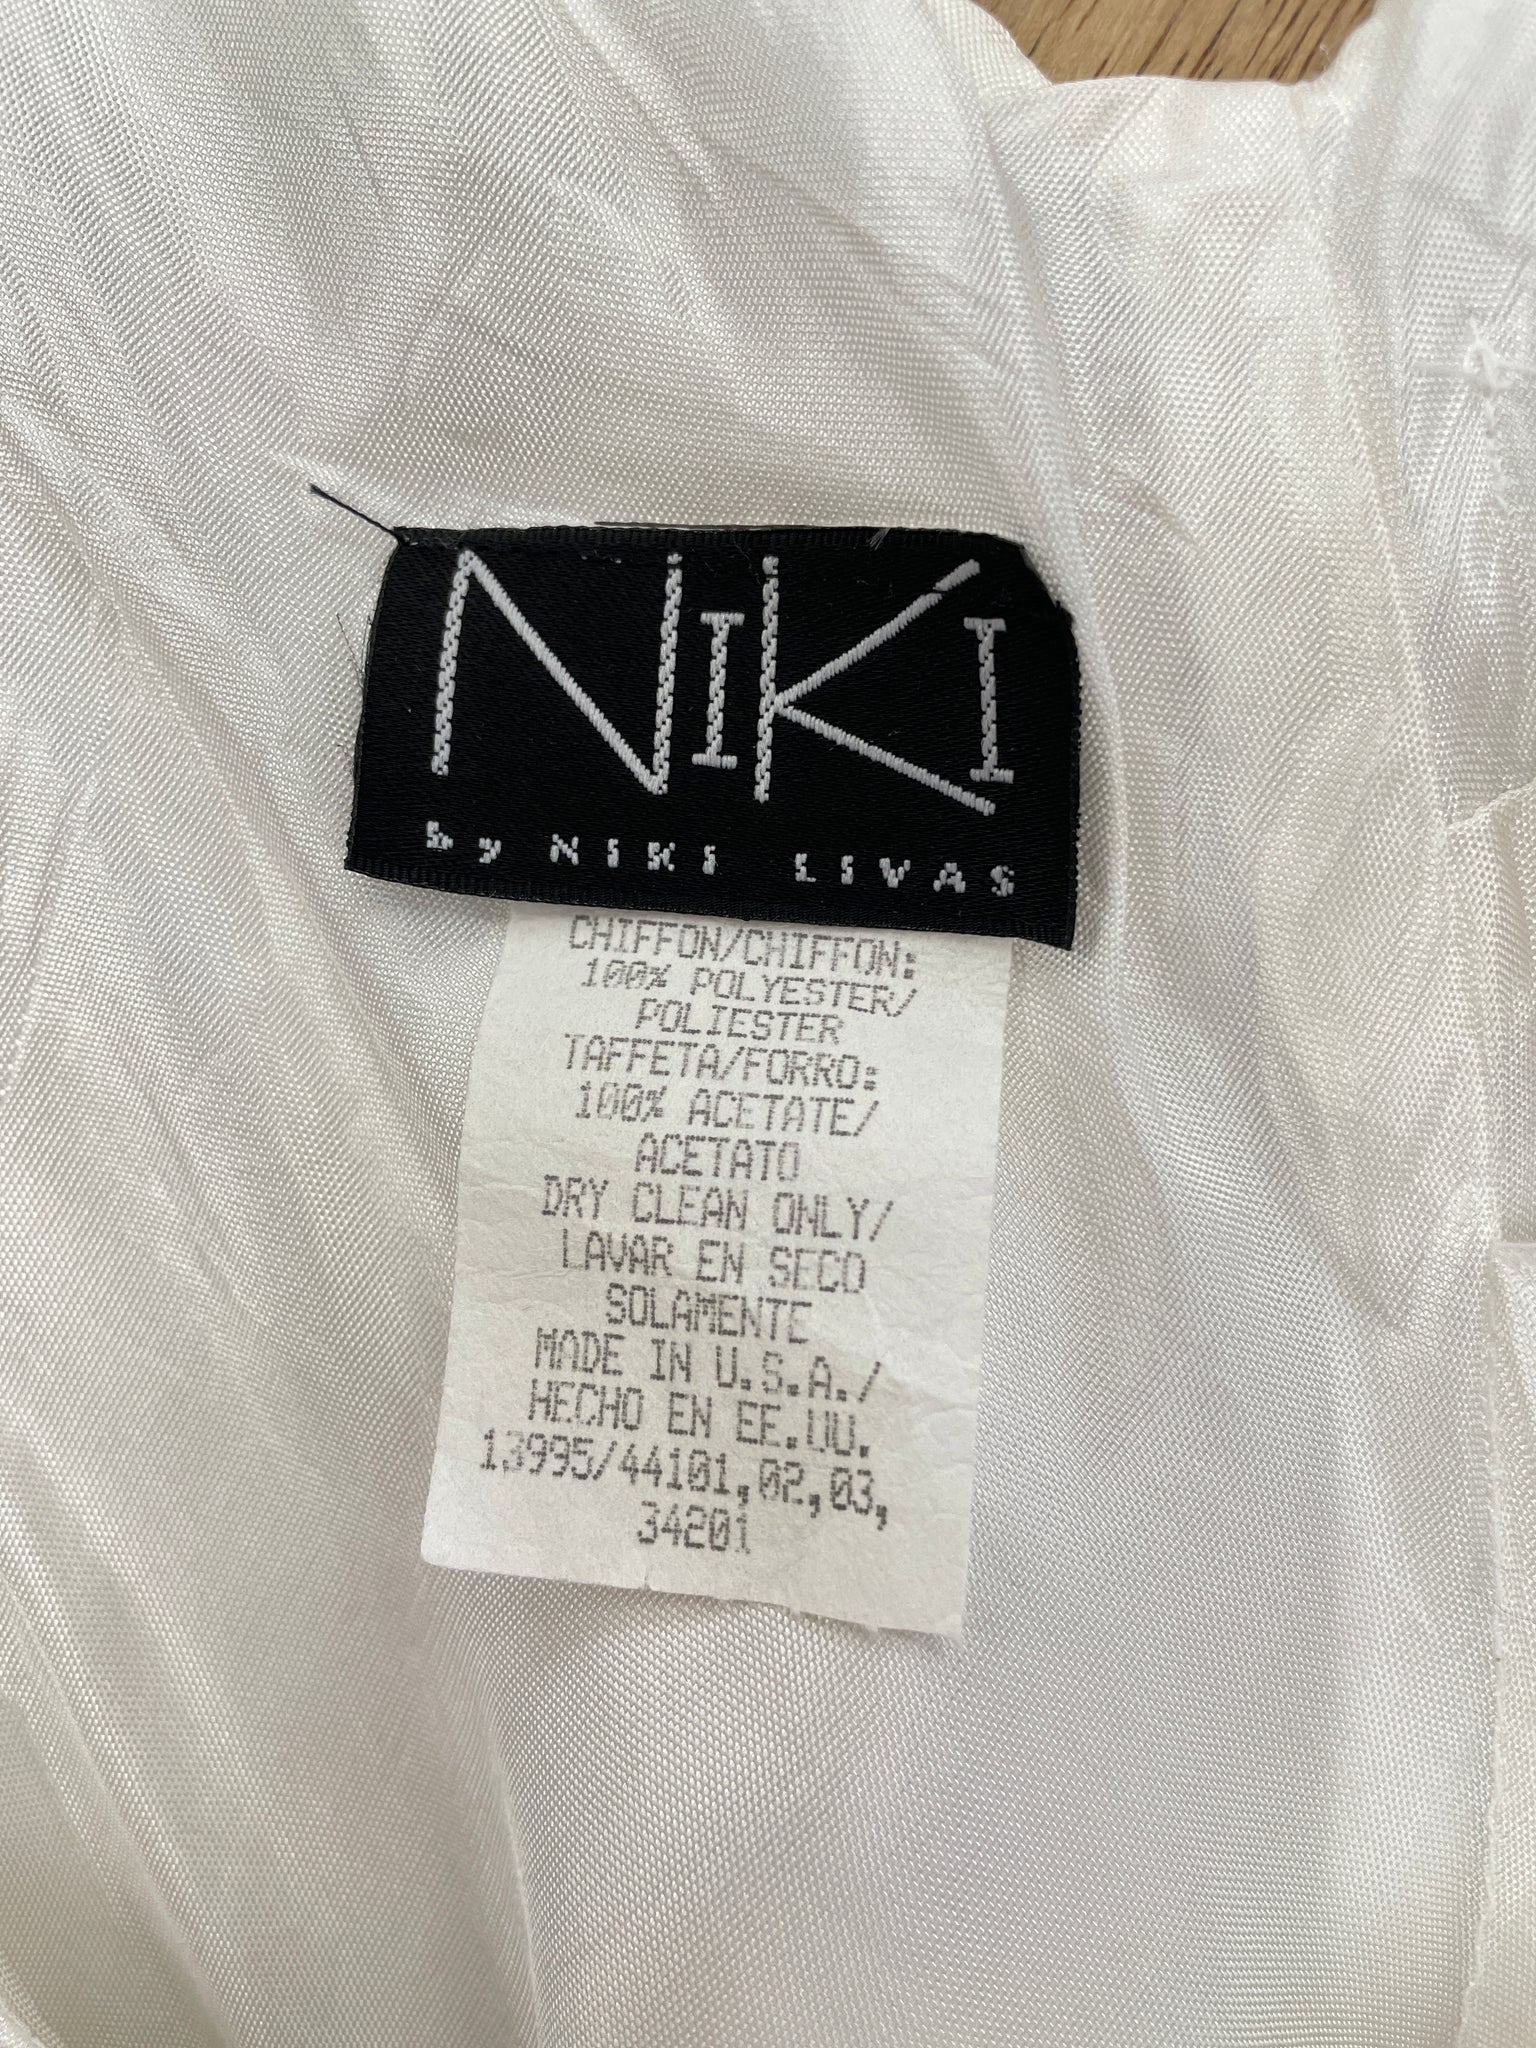 NIKI
by NIKI LIVAS
CHIFFON/CHIFFON:
100% POLYESTER/
POLIESTER
TAFFETA/FORRO:
100% ACETATE/
ACETATO
DRY CLEAN ONLY/
LAVAR EN SECO
SOLAMENTE
MADE IN U.S.A./
HECHO EN EE.UU.
13995/44101,02,03,
34201